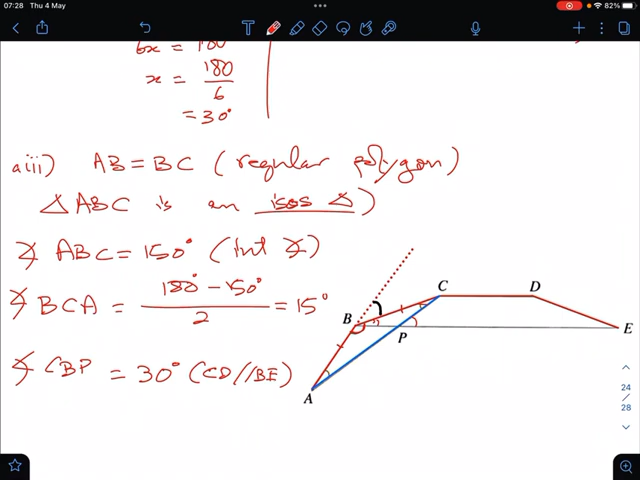 07:28 Thu 4 May
82%
6x = 180
x = 180/6
= 30°
aiii) AB = BC (regular polygon)
△ ABC is an isos △)
∡ ABC = 150° (int ∡)
∡ BCA = (180° - 150°)/2 = 15°
∡ CBP = 30° (CD//BE)
C
D
B
P
E
A
24
/
28